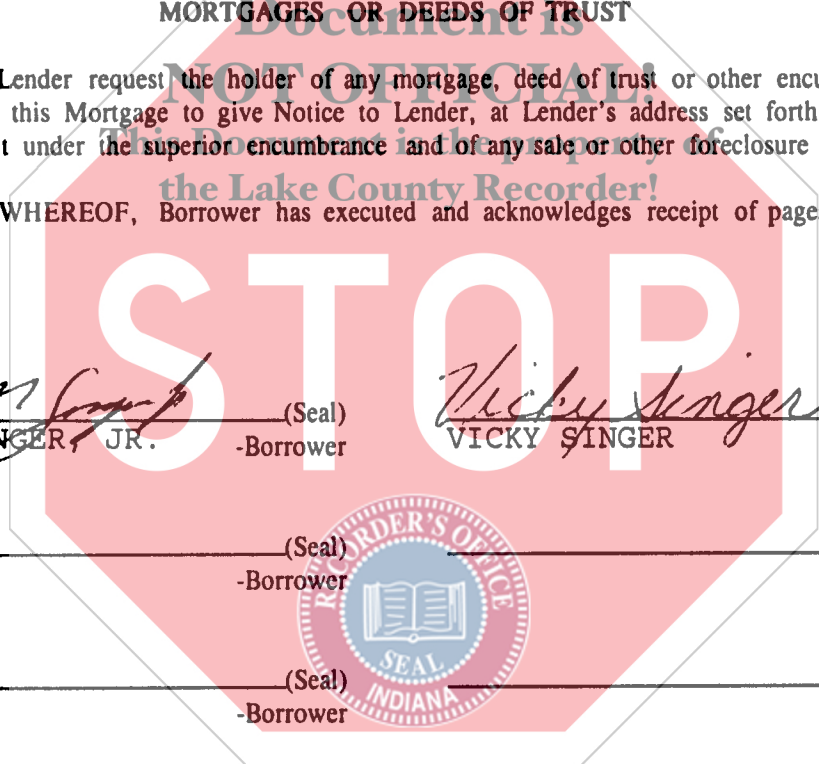 MORTGAGES OR DEEDS OF TRUST
Document is
Lender request the holder of any mortgage, deed of trust or other encu
NOT OFFICIAL!
this Mortgage to give Notice to Lender, at Lender's address set forth
This Document is the property of
t under the superior encumbrance and of any sale or other foreclosure
the Lake County Recorder!
WHEREOF, Borrower has executed and acknowledges receipt of page
STOP
Vicky Singer
(Seal)
NGER, JR.
-Borrower
VICKY SINGER
RECORDER'S OFFICE
(Seal)
-Borrower
SEAL
INDIANA
(Seal)
-Borrower